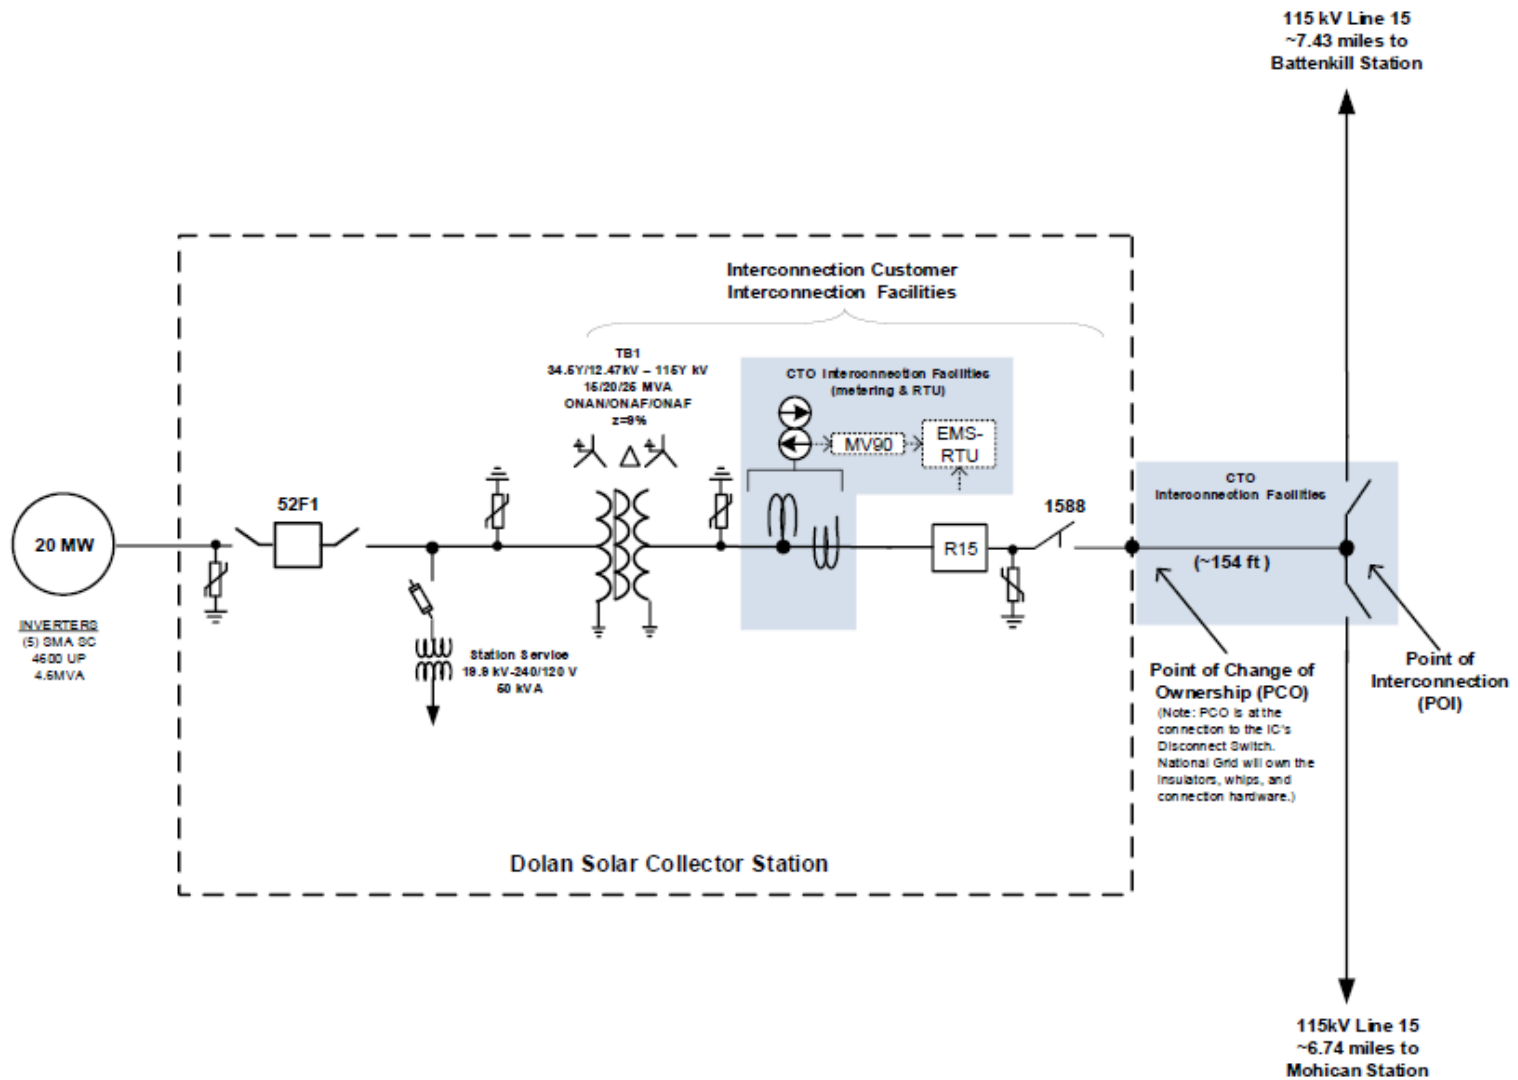 115 kV Line 15
~7.43 miles to
Battenkill Station
Interconnection Customer
Interconnection Facilities
TB1
34.5Y/12.47kV – 115Y kV
15/20/25 MVA
ONAN/ONAF/ONAF
z=9%
CTO Interconnection Facilities
(metering & RTU)
MV90
EMS-
RTU
CTO
Interconnection Facilities
52F1
1588
20 MW
R15
(~154 ft )
INVERTERS
(5) SMA SC
4600 UP
4.6MVA
Station Service
19.9 kV-240/120 V
50 kVA
Point of Change of
Ownership (PCO)
(Note: PCO is at the
connection to the IC's
Disconnect Switch.
National Grid will own the
insulators, whips, and
connection hardware.)
Point of
Interconnection
(POI)
Dolan Solar Collector Station
115kV Line 15
~6.74 miles to
Mohican Station